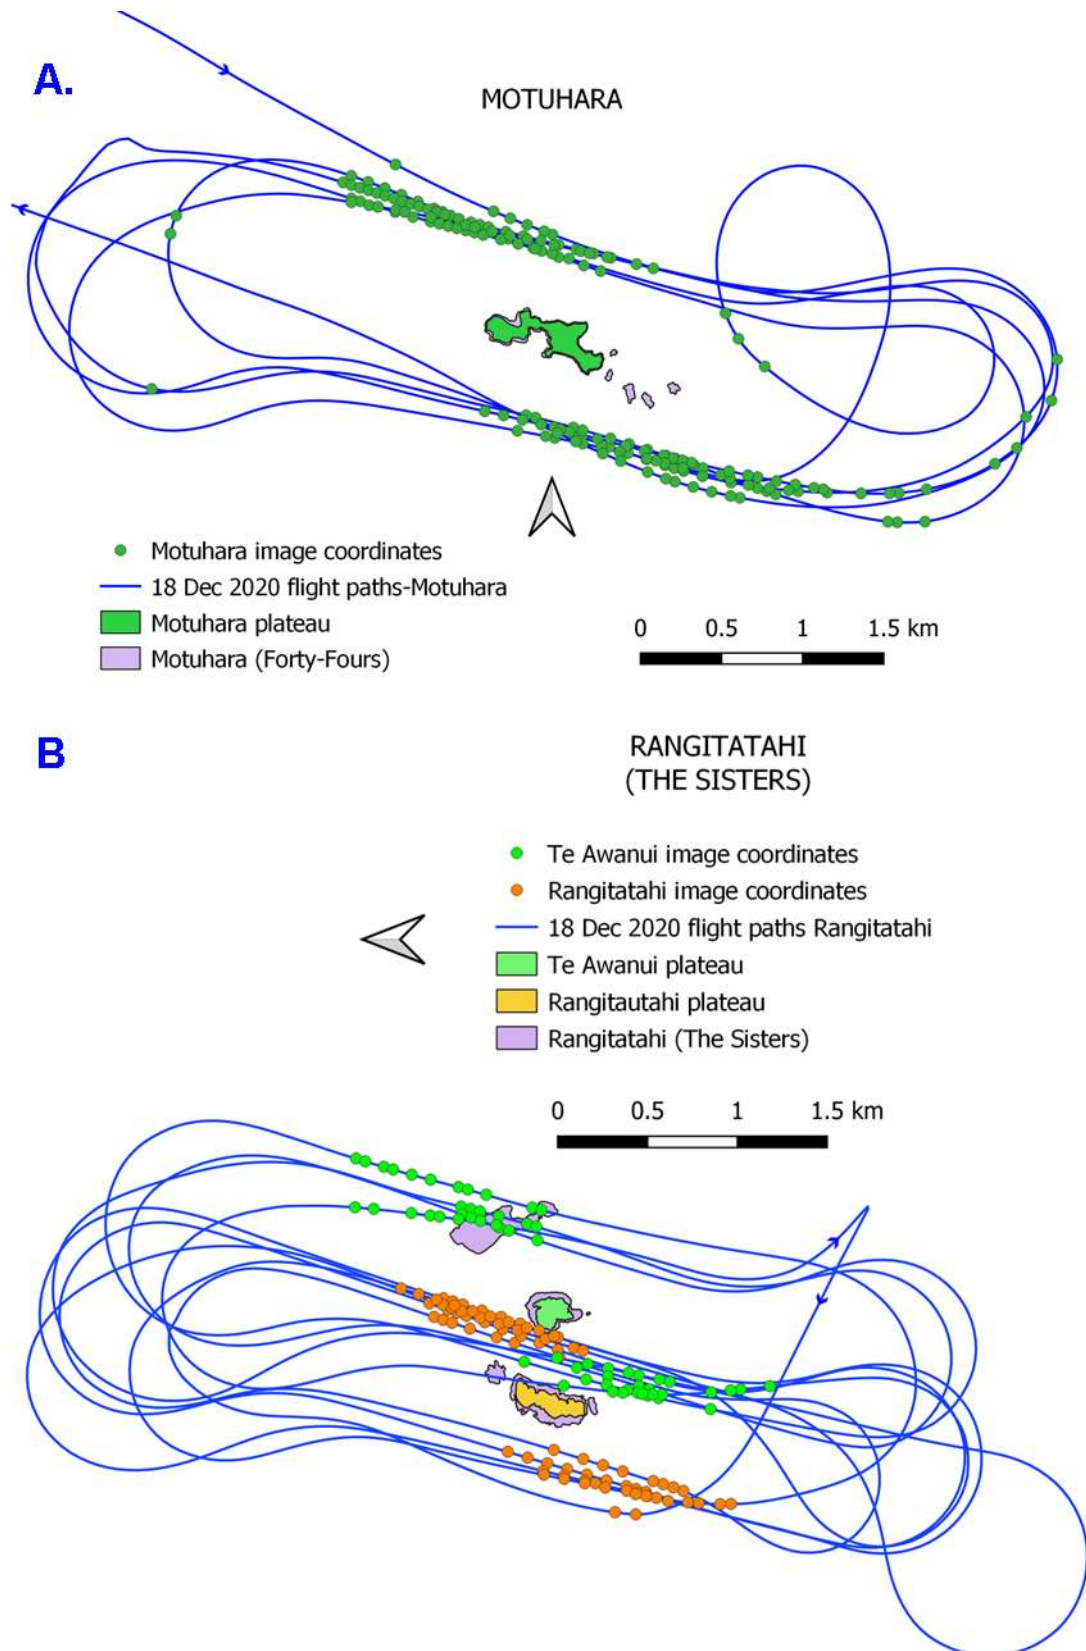 A.
MOTUHARA
Motuhara image coordinates
18 Dec 2020 flight paths-Motuhara
Motuhara plateau
Motuhara (Forty-Fours)
0 0.5 1 1.5 km
B
RANGITATAHI
(THE SISTERS)
Te Awanui image coordinates
Rangitatahi image coordinates
18 Dec 2020 flight paths Rangitatahi
Te Awanui plateau
Rangitautahi plateau
Rangitatahi (The Sisters)
0 0.5 1 1.5 km